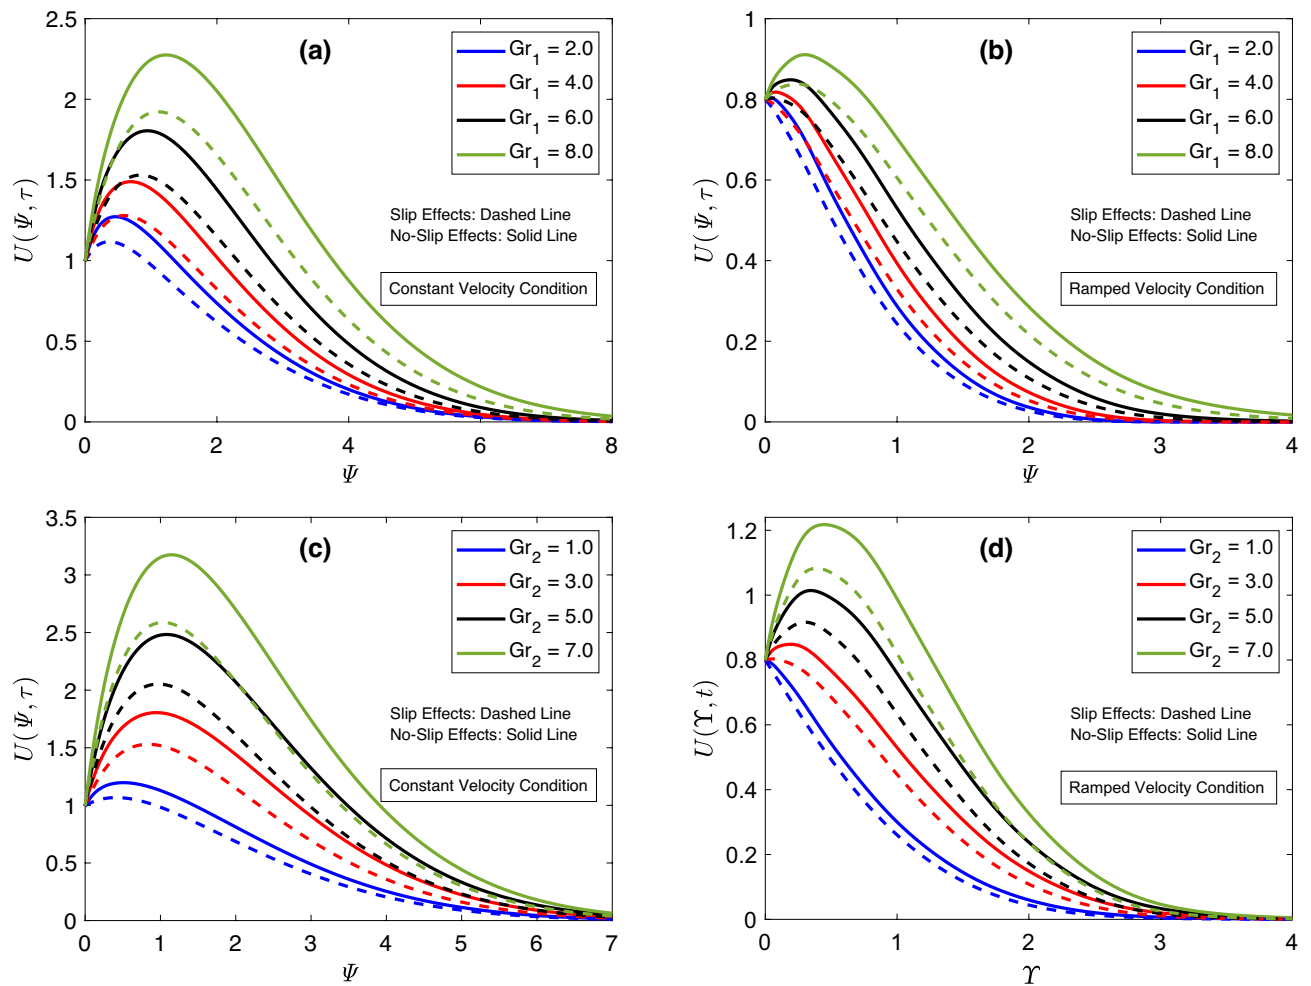 (a)
Gr1 = 2.0
Gr1 = 4.0
Gr1 = 6.0
Gr1 = 8.0
Slip Effects: Dashed Line
No-Slip Effects: Solid Line
Constant Velocity Condition
U(Ψ, τ)
2.5
2
1.5
1
0.5
0
0 2 4 6 8
Ψ
(b)
Gr1 = 2.0
Gr1 = 4.0
Gr1 = 6.0
Gr1 = 8.0
Slip Effects: Dashed Line
No-Slip Effects: Solid Line
Ramped Velocity Condition
U(Ψ, τ)
1
0.8
0.6
0.4
0.2
0
0 1 2 3 4
Ψ
(c)
Gr2 = 1.0
Gr2 = 3.0
Gr2 = 5.0
Gr2 = 7.0
Slip Effects: Dashed Line
No-Slip Effects: Solid Line
Constant Velocity Condition
U(Ψ, τ)
3.5
3
2.5
2
1.5
1
0.5
0
0 1 2 3 4 5 6 7
Ψ
(d)
Gr2 = 1.0
Gr2 = 3.0
Gr2 = 5.0
Gr2 = 7.0
Slip Effects: Dashed Line
No-Slip Effects: Solid Line
Ramped Velocity Condition
U(ϒ, t)
1.2
1
0.8
0.6
0.4
0.2
0
0 1 2 3 4
ϒ